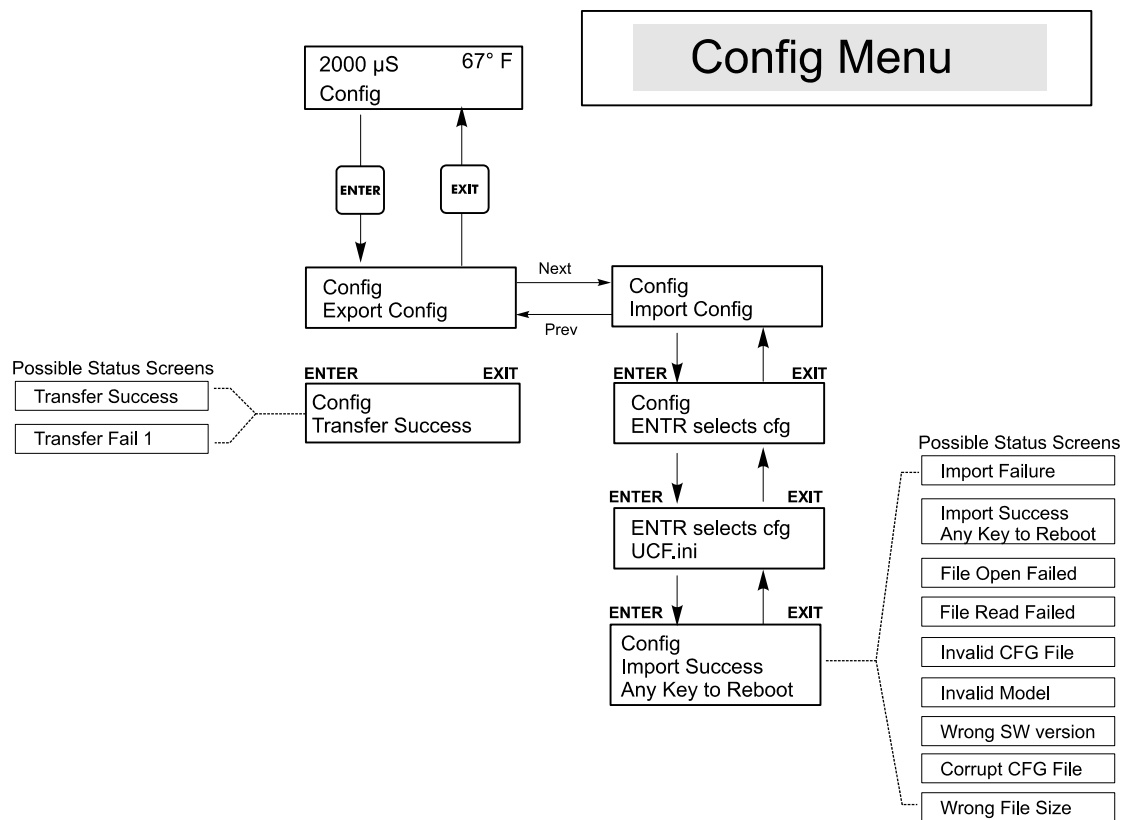 Config Menu
2000 µS 67° F
Config
ENTER EXIT
Config
Export Config
Next
Prev
Config
Import Config
Possible Status Screens
Transfer Success
Transfer Fail 1
ENTER EXIT
Config
Transfer Success
ENTER EXIT
Config
ENTR selects cfg
ENTER EXIT
ENTR selects cfg
UCF.ini
ENTER EXIT
Config
Import Success
Any Key to Reboot
Possible Status Screens
Import Failure
Import Success
Any Key to Reboot
File Open Failed
File Read Failed
Invalid CFG File
Invalid Model
Wrong SW version
Corrupt CFG File
Wrong File Size